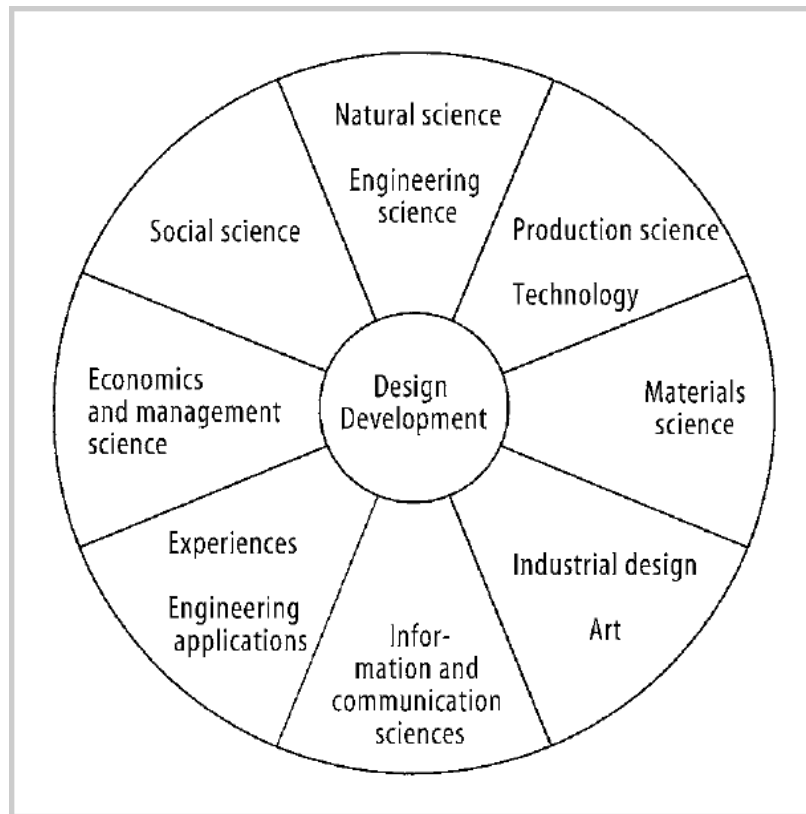 Natural science
Engineering
science
Production science
Technology
Materials
science
Industrial design
Art
Infor-
mation and
communication
sciences
Experiences
Engineering
applications
Economics
and management
science
Social science
Design
Development